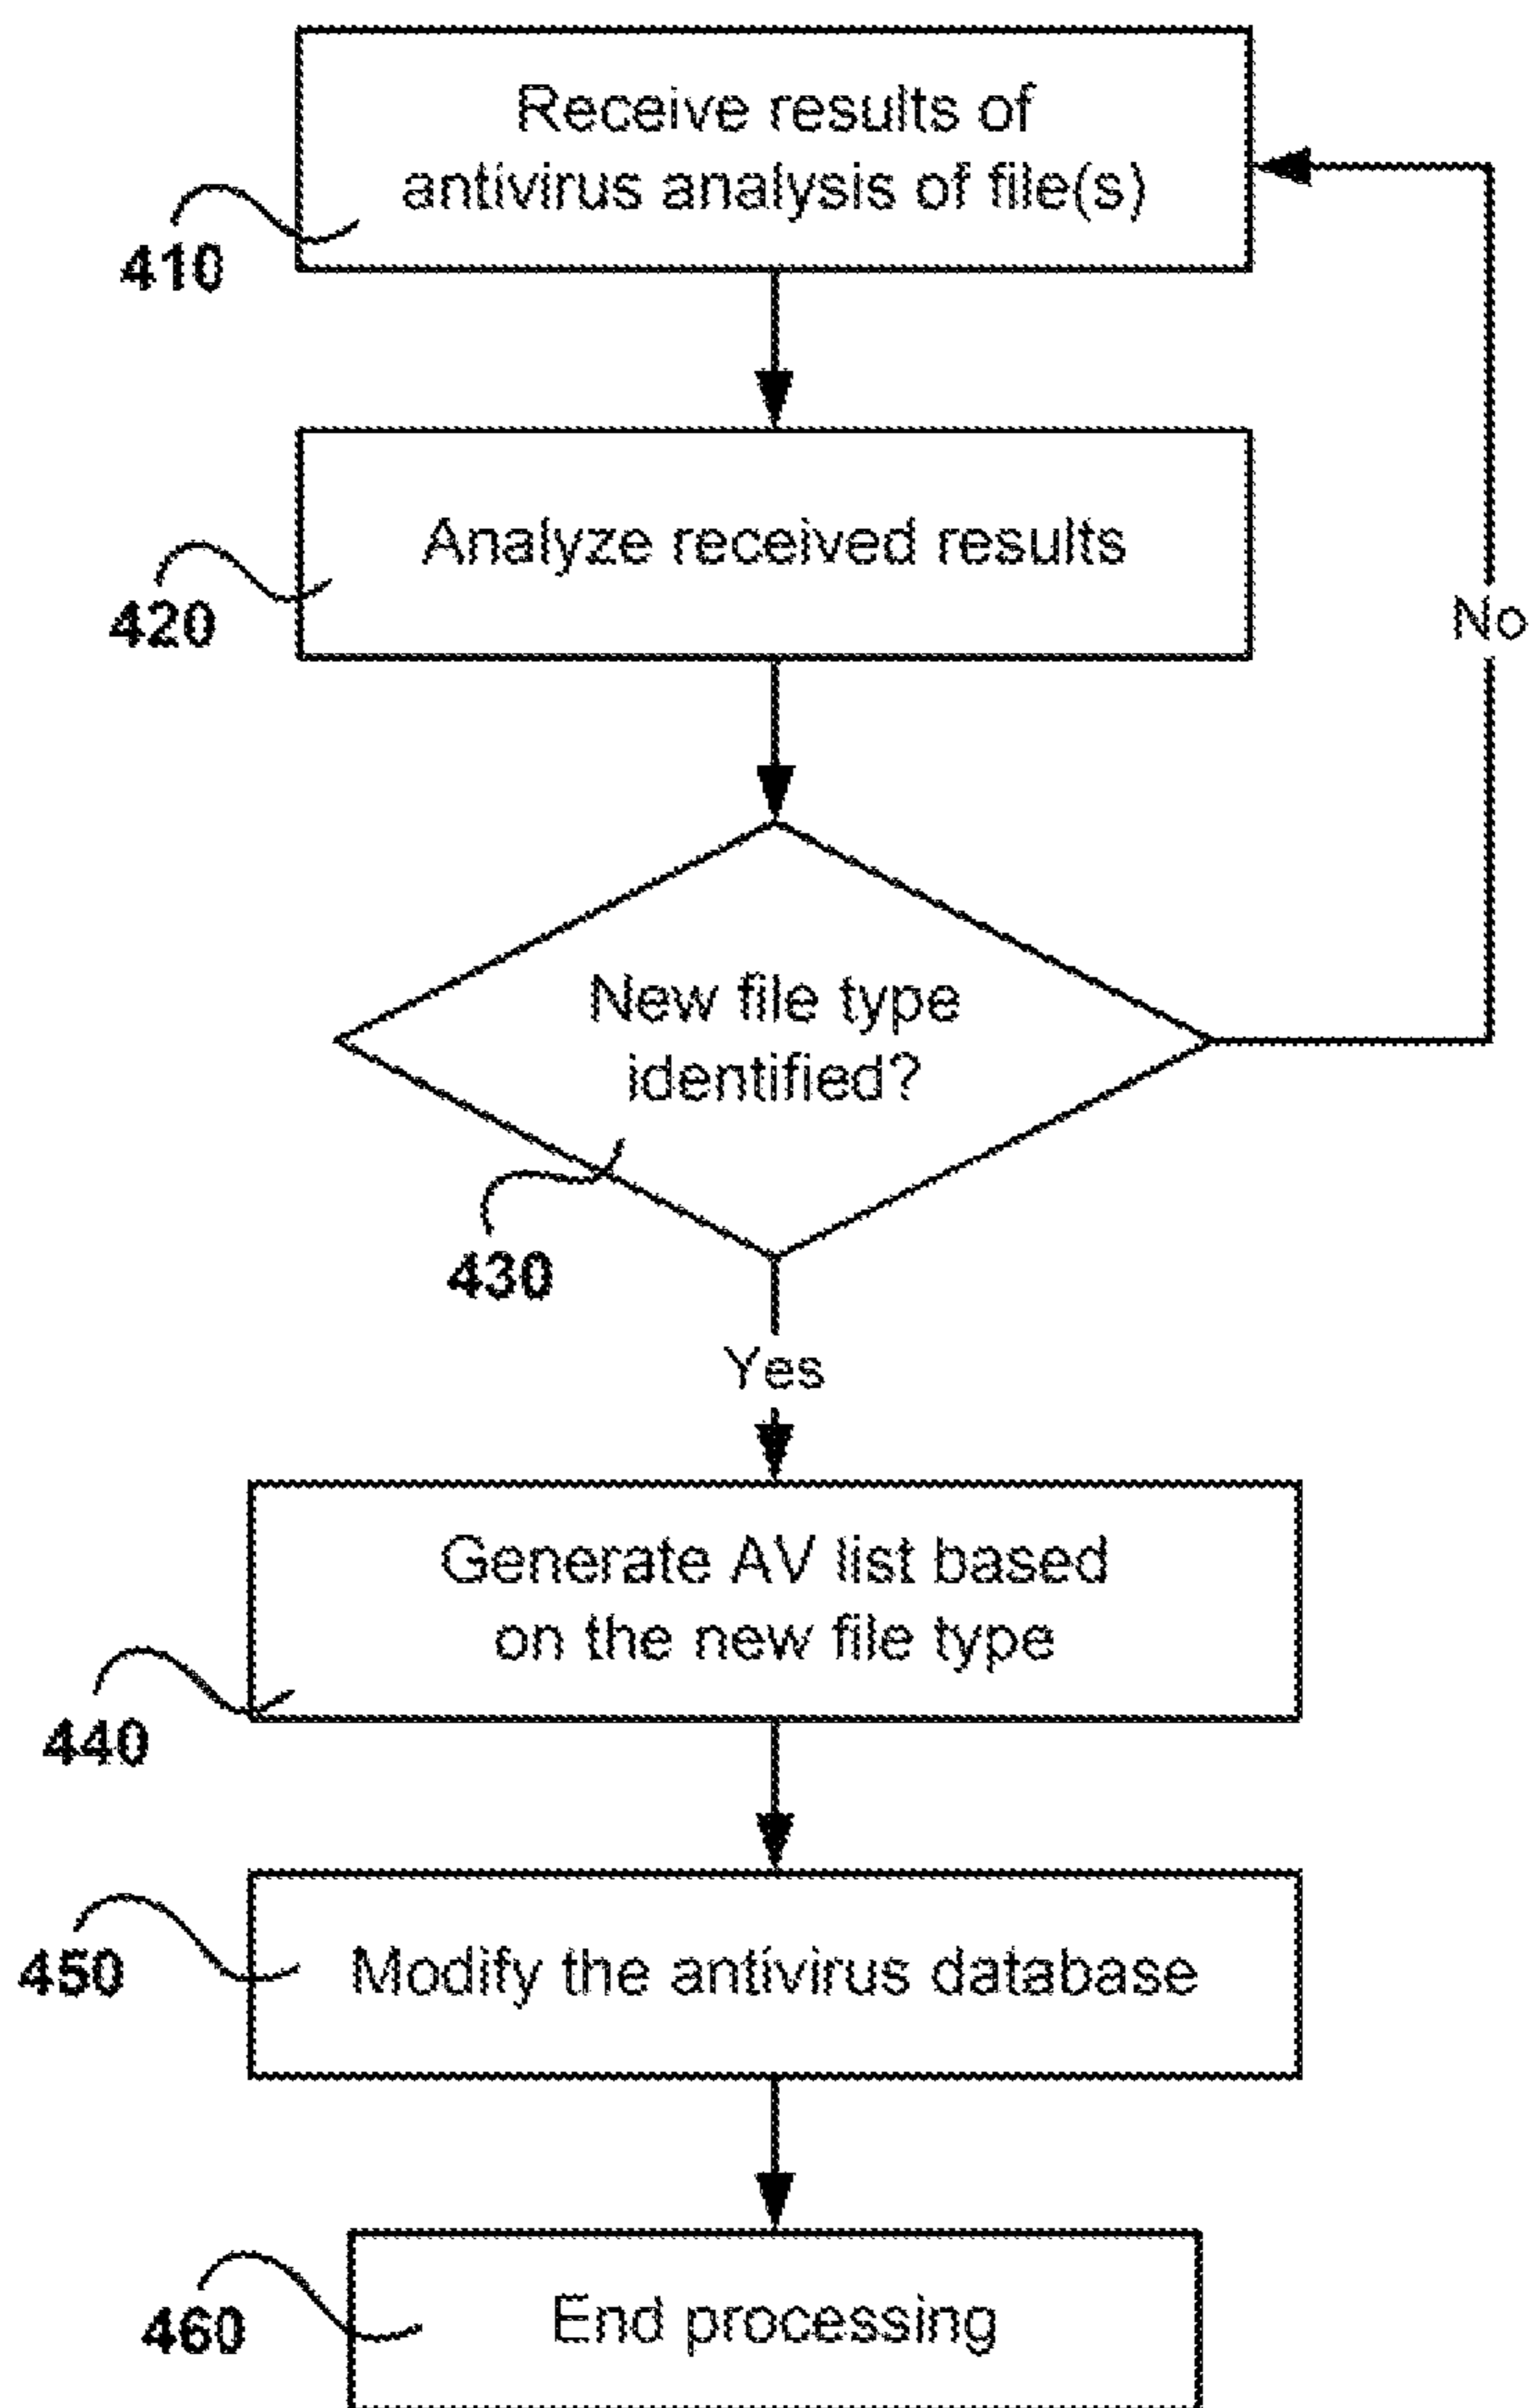 Receive results of
antivirus analysis of file(s)
410
Analyze received results
420
No
New file type
identified?
430
Yes
Generate AV list based
on the new file type
440
Modify the antivirus database
450
End processing
460